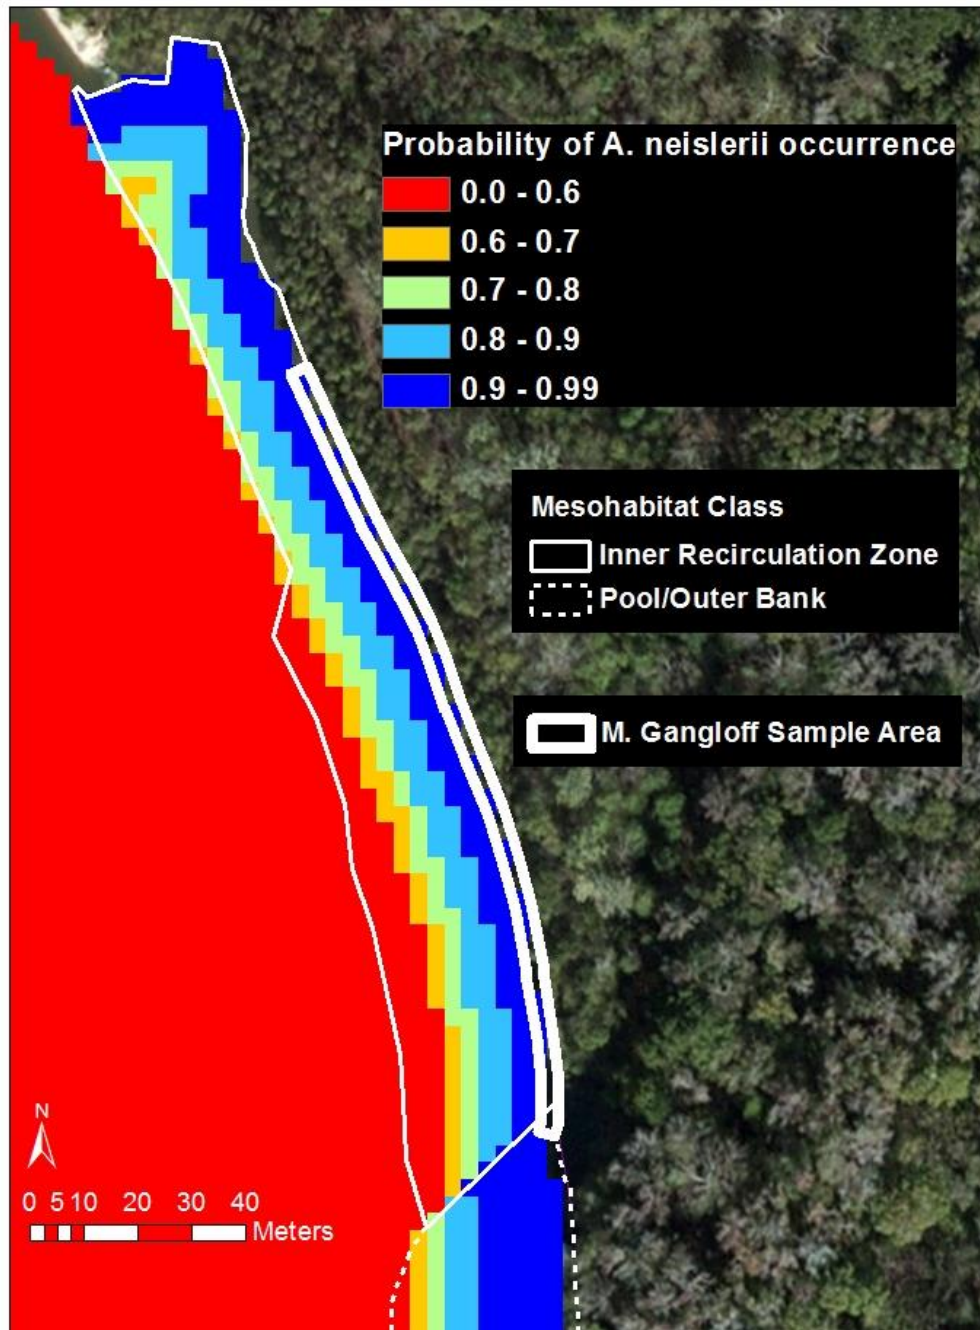 Probability of A. neislerii occurrence
0.0 - 0.6
0.6 - 0.7
0.7 - 0.8
0.8 - 0.9
0.9 - 0.99
Mesohabitat Class
Inner Recirculation Zone
Pool/Outer Bank
M. Gangloff Sample Area
N
0 5 10 20 30 40
Meters